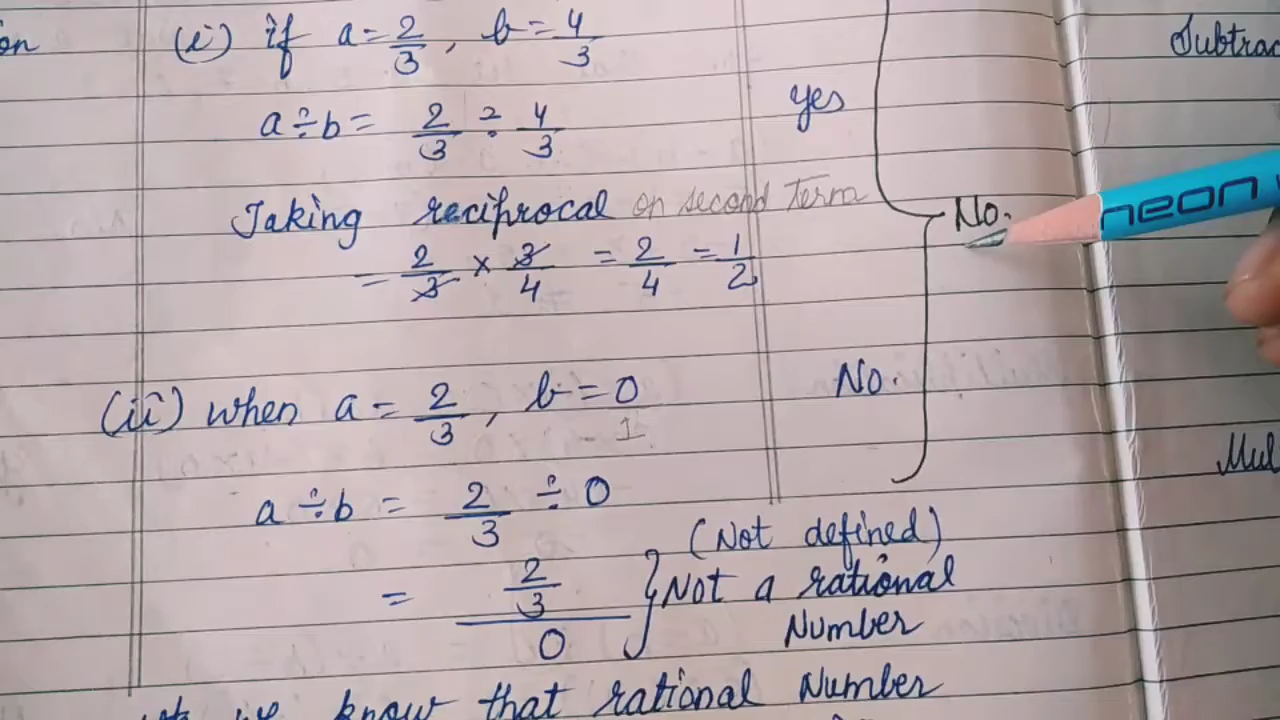 on
(i) if a = 2/3, b = 4/3
Subtrac
a ÷ b = 2/3 ÷ 4/3
yes
Taking reciprocal on second Term
No.
neon
= 2/3 × 3/4 = 2/4 = 1/2
(ii) when a = 2/3, b = 0/1
No.
Mul
a ÷ b = 2/3 ÷ 0
(Not defined)
= 2/3 / 0 } Not a rational
Number
we know that rational Number